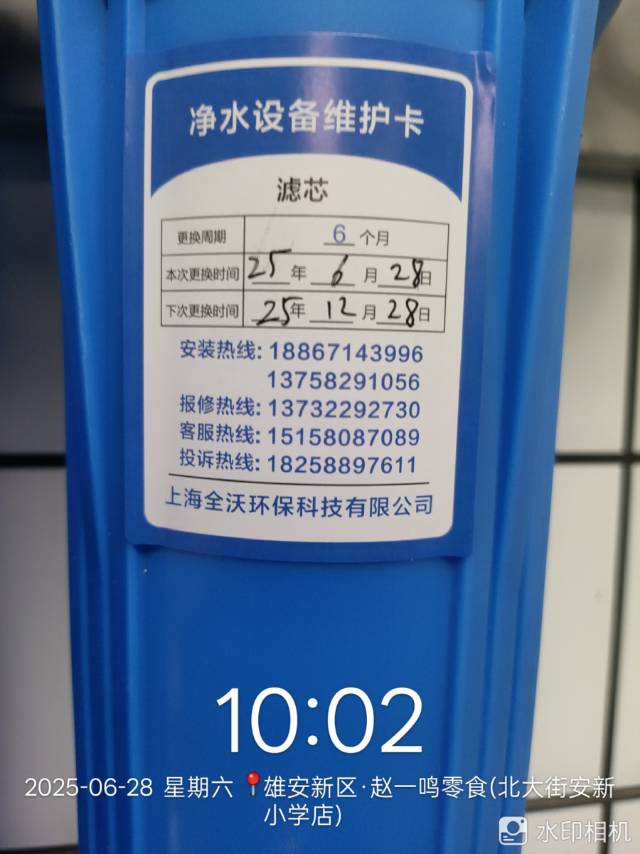 净水设备维护卡
滤芯
更换周期 6 个月
本次更换时间 25 年 6 月 28 日
下次更换时间 25 年 12 月 28 日
安装热线: 18867143996
13758291056
报修热线: 13732292730
客服热线: 15158087089
投诉热线: 18258897611
上海全沃环保科技有限公司
10:02
2025-06-28 星期六 雄安新区·赵一鸣零食(北大街安新
小学店)
水印相机